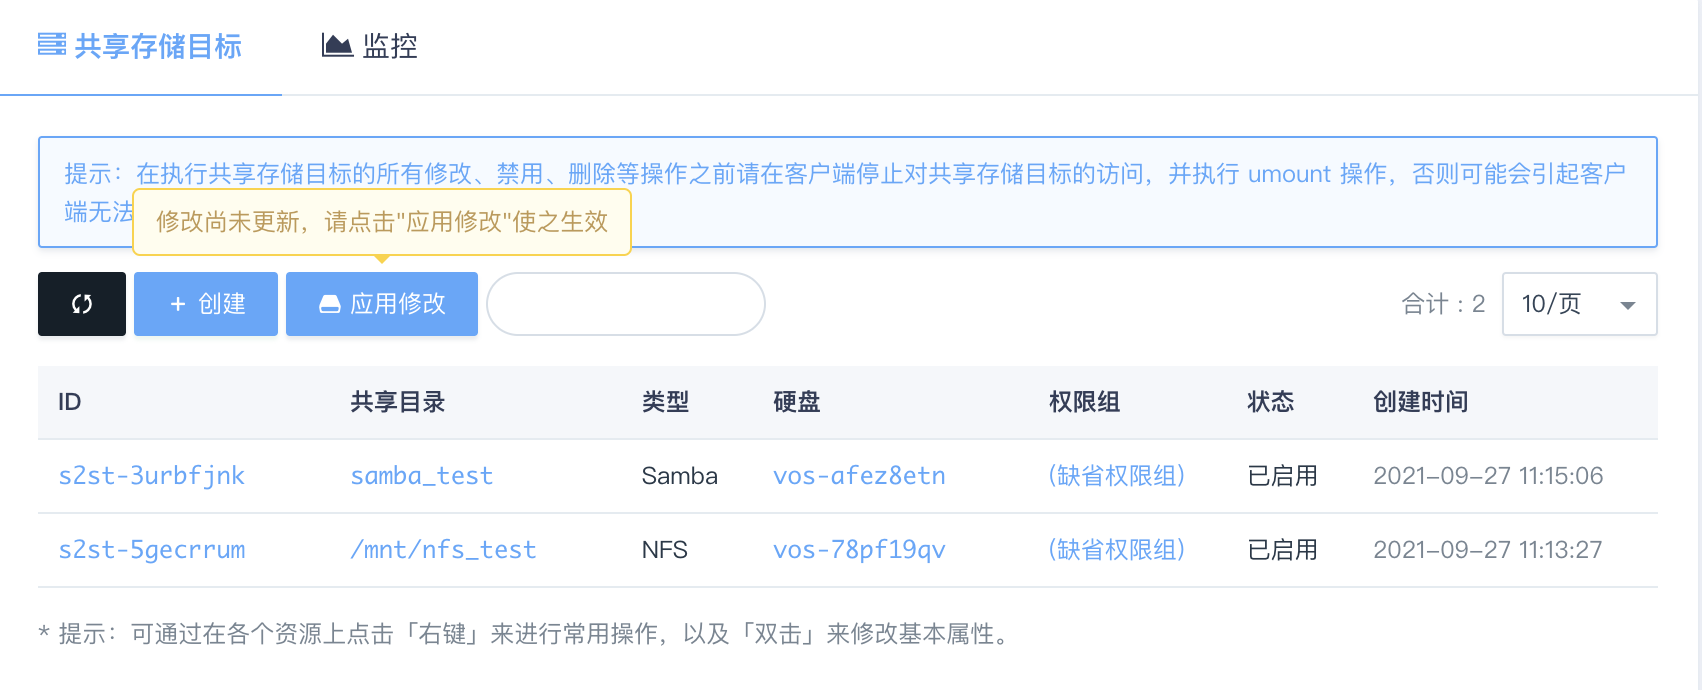 共享存储目标
监控
提示：在执行共享存储目标的所有修改、禁用、删除等操作之前请在客户端停止对共享存储目标的访问，并执行 umount 操作，否则可能会引起客户
端无法
修改尚未更新，请点击"应用修改"使之生效
+ 创建
应用修改
合计：2
10/页
ID 共享目录 类型 硬盘 权限组 状态 创建时间
s2st-3urbfjnk samba_test Samba vos-afez8etn (缺省权限组) 已启用 2021-09-27 11:15:06
s2st-5gecrrum /mnt/nfs_test NFS vos-78pf19qv (缺省权限组) 已启用 2021-09-27 11:13:27
* 提示：可通过在各个资源上点击「右键」来进行常用操作，以及「双击」来修改基本属性。